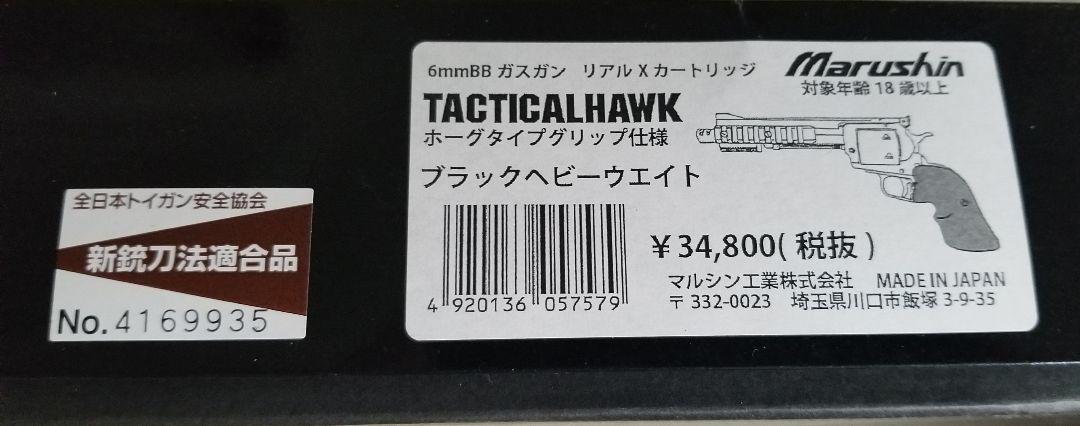 全日本トイガン安全協会
新銃刀法適合品
No. 4169935
6mmBB ガスガン リアル X カートリッジ
Marushin
対象年齢 18 歳以上
TACTICALHAWK
ホーグタイプグリップ仕様
ブラックヘビーウエイト
4 920136 057579
¥34,800( 税抜 )
マルシン工業株式会社 MADE IN JAPAN
〒 332-0023 埼玉県川口市飯塚 3-9-35